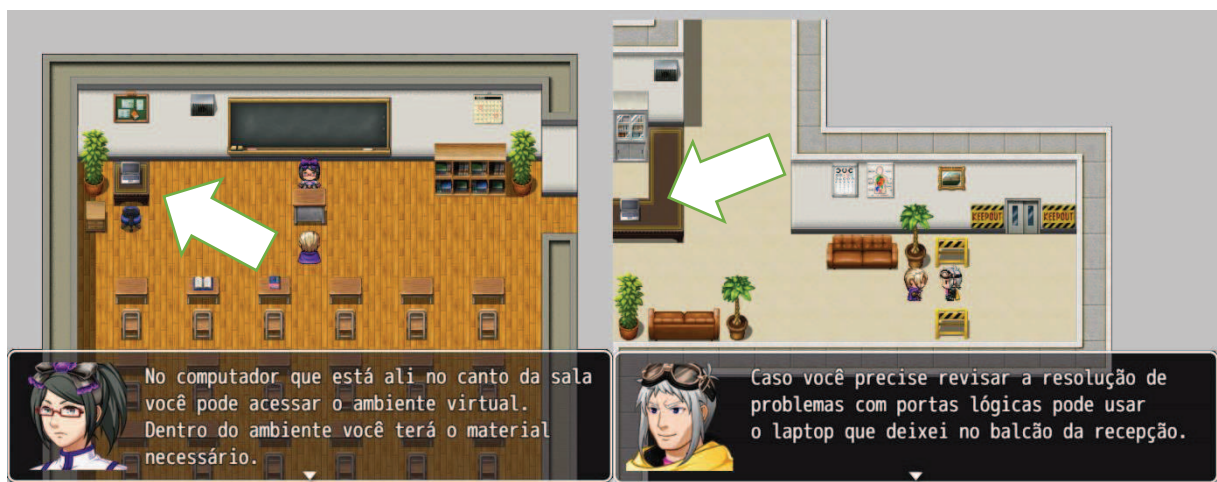 KEEPOUT
KEEPOUT
No computador que está ali no canto da sala
você pode acessar o ambiente virtual.
Dentro do ambiente você terá o material
necessário.
Caso você precise revisar a resolução de
problemas com portas lógicas pode usar
o laptop que deixei no balcão da recepção.